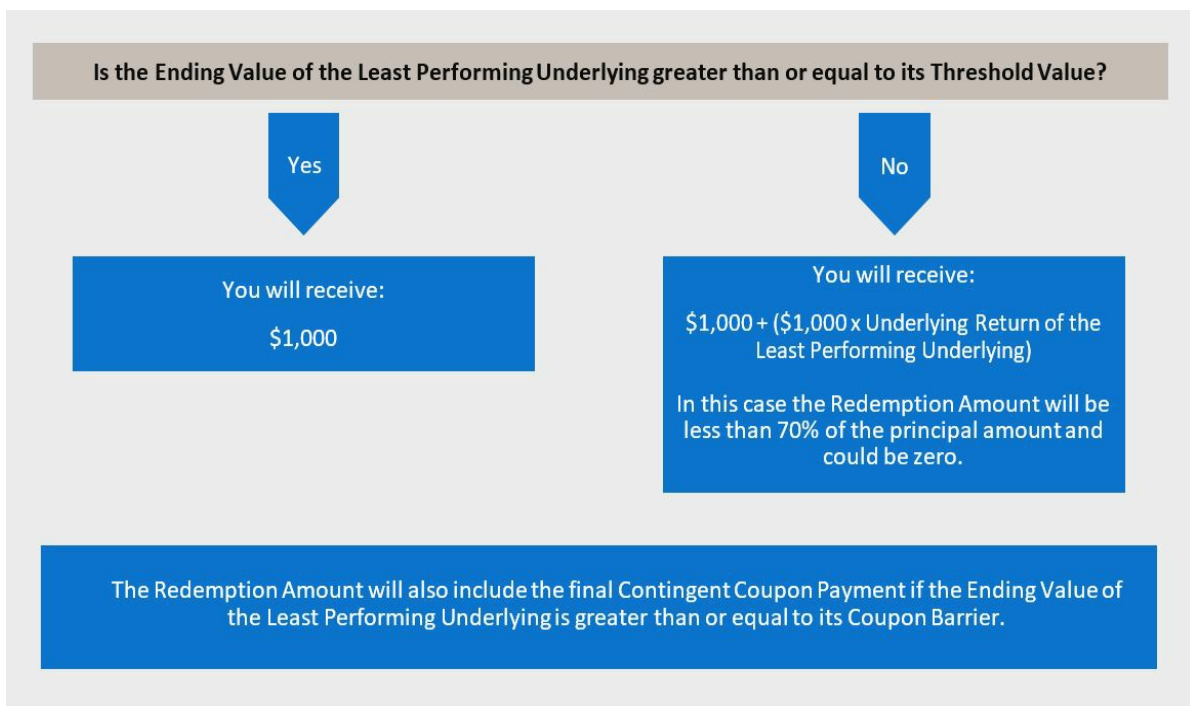 Is the Ending Value of the Least Performing Underlying greater than or equal to its Threshold Value?
Yes
No
You will receive:
$1,000
You will receive:
$1,000 + ($1,000 x Underlying Return of the
Least Performing Underlying)
In this case the Redemption Amount will be
less than 70% of the principal amount and
could be zero.
The Redemption Amount will also include the final Contingent Coupon Payment if the Ending Value of
the Least Performing Underlying is greater than or equal to its Coupon Barrier.